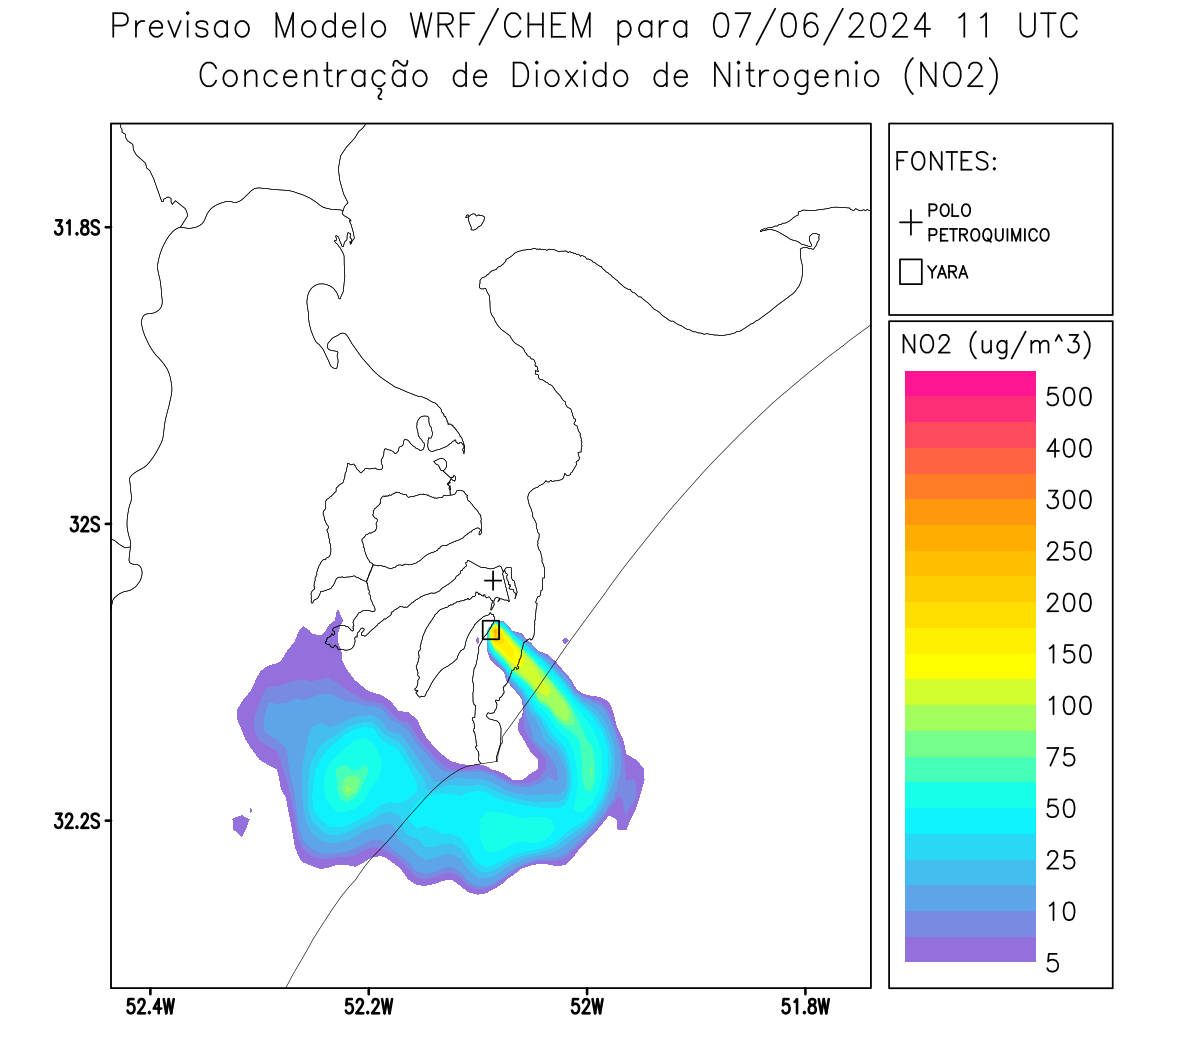 Previsao Modelo WRF/CHEM para 07/06/2024 11 UTC
Concentração de Dioxido de Nitrogenio (NO2)
FONTES:
POLO
PETROQUIMICO
YARA
NO2 (ug/m^3)
500
400
300
250
200
150
100
75
50
25
10
5
31.8S
32S
32.2S
52.4W
52.2W
52W
51.8W